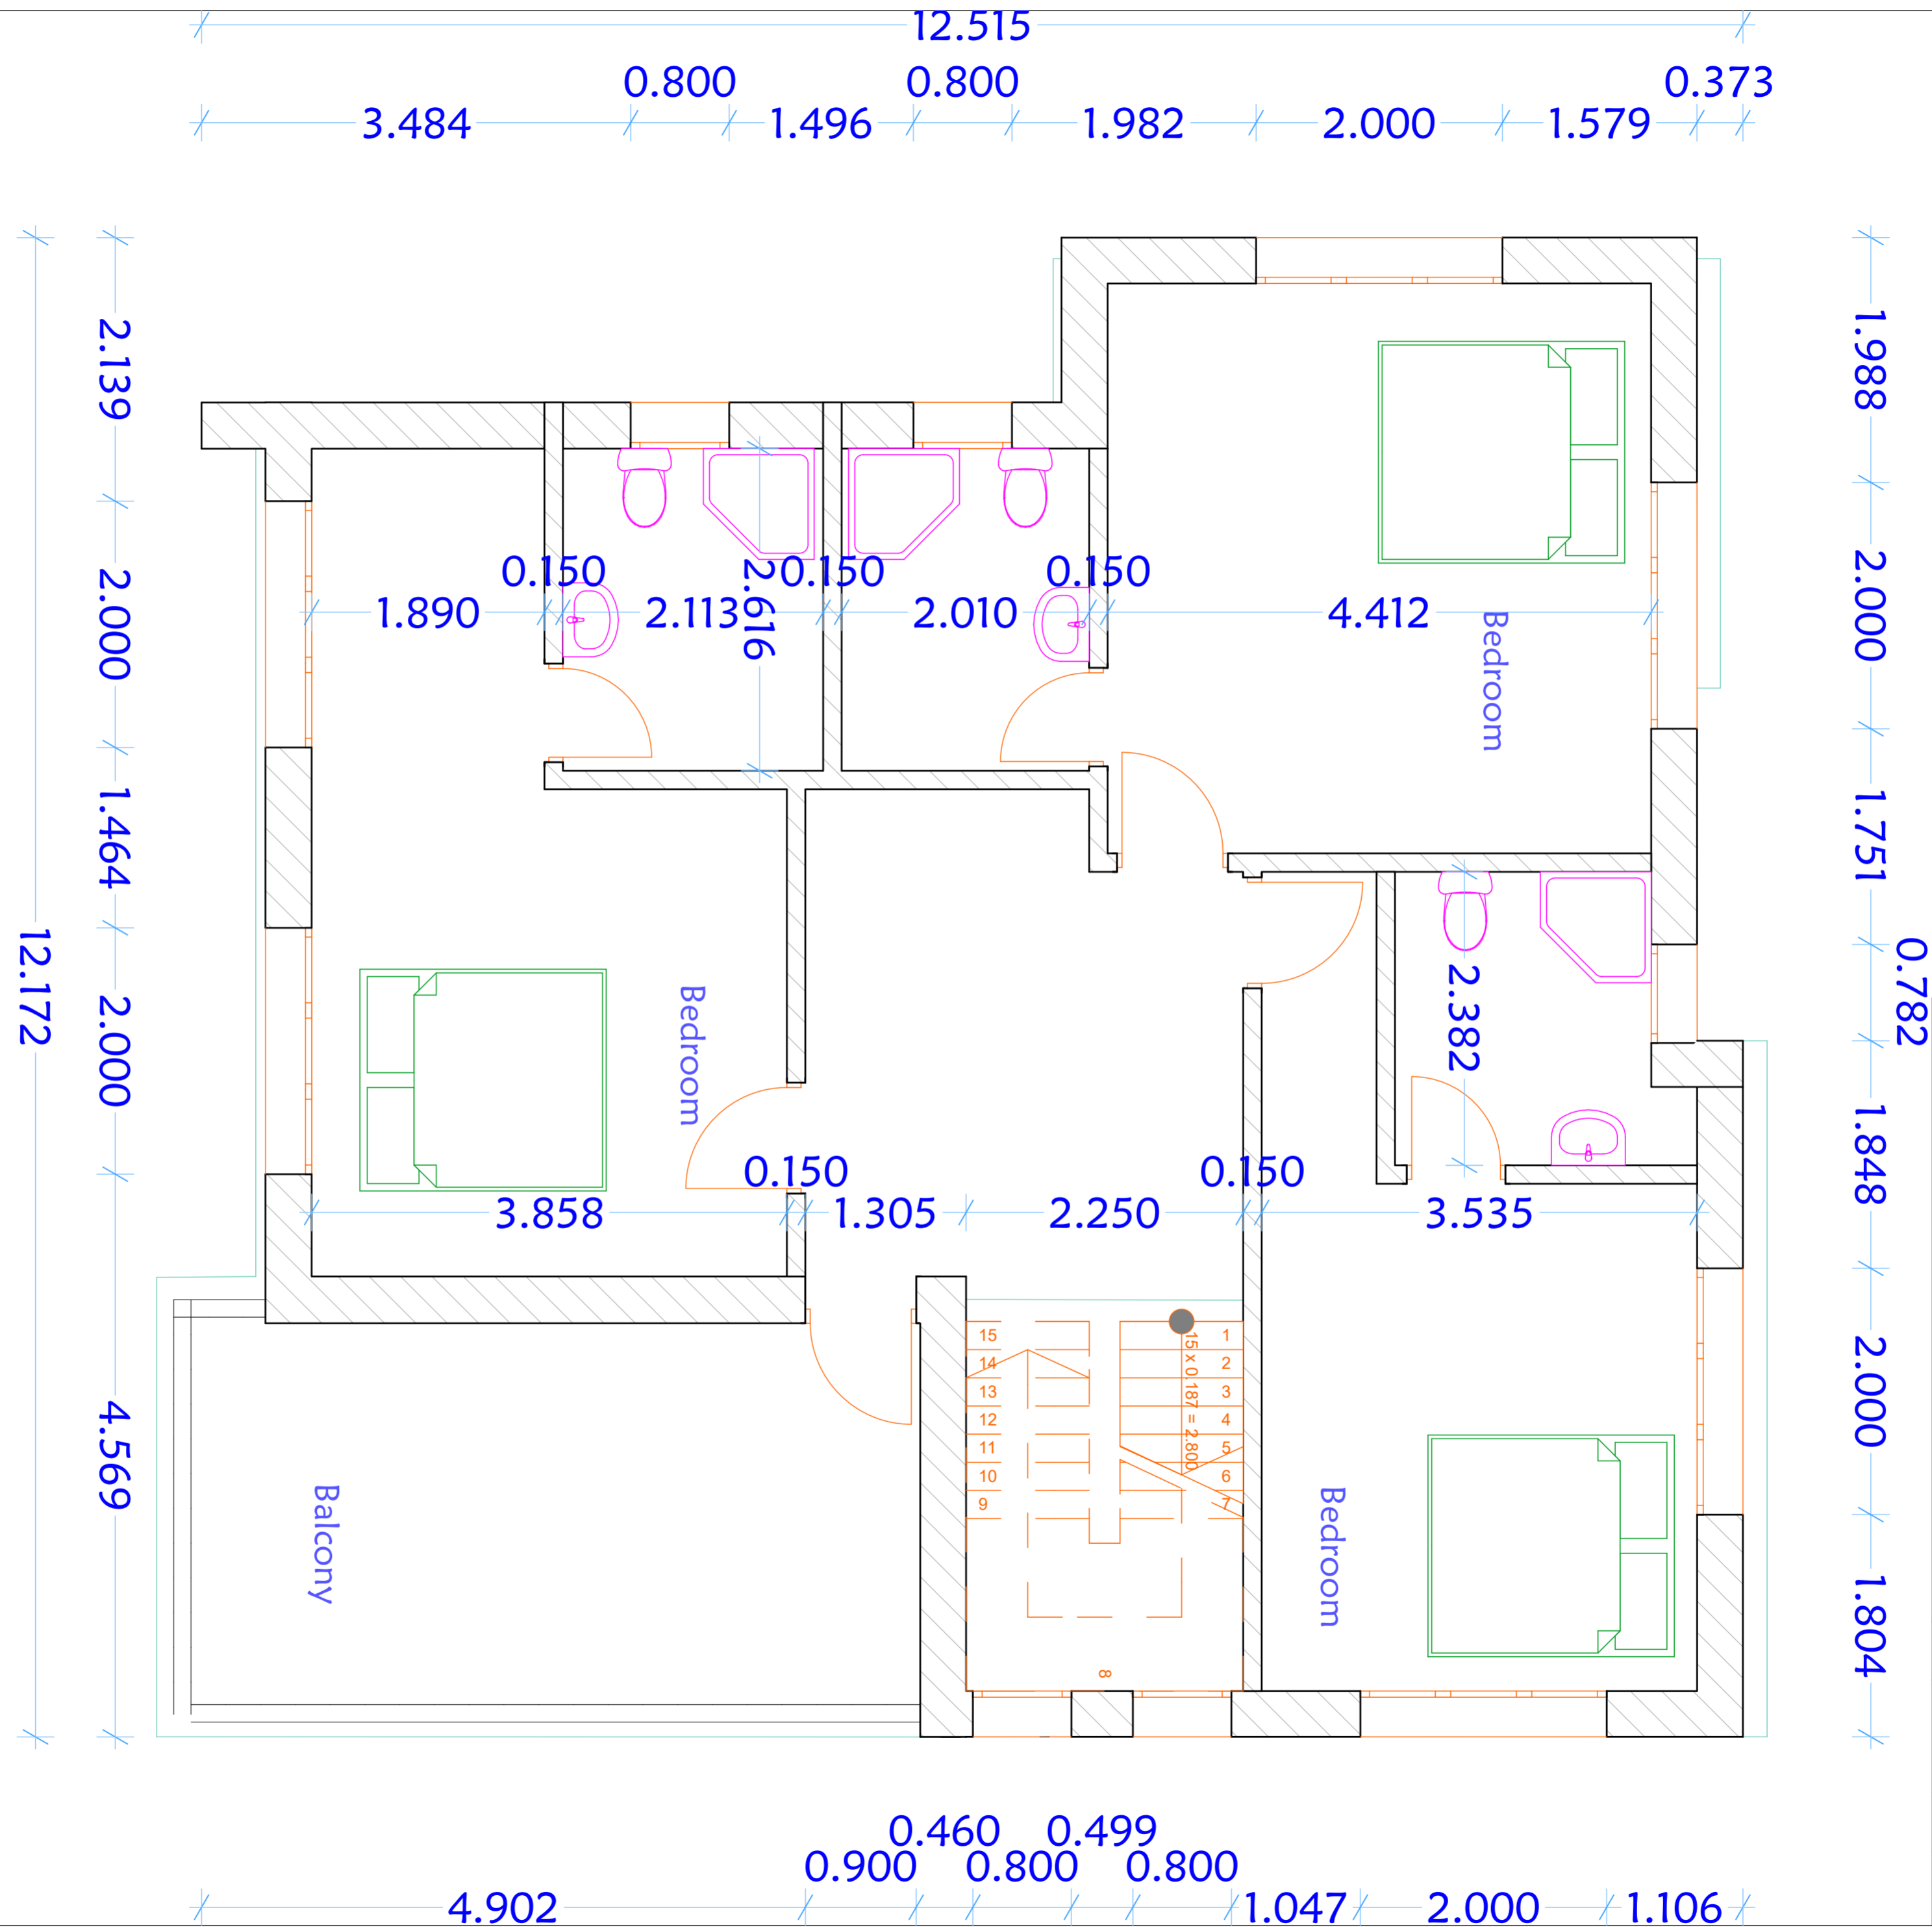 12.515
0.800 0.800 0.373
3.484 1.496 1.982 2.000 1.579
2.139
2.000
1.464
2.000
4.569
12.172
1.988
2.000
1.751
0.782
1.848
2.000
1.804
0.150 0.150 0.150
1.890 2.113 2.010 4.412
2.616
Bedroom
2.382
Bedroom
0.150 0.150
3.858 1.305 2.250 3.535
15 1
14 2
13 3
12 4
11 5
10 6
9 7
8
15 x 0.187 = 2.800
Balcony
Bedroom
0.460 0.499
0.900 0.800 0.800
4.902 1.047 2.000 1.106